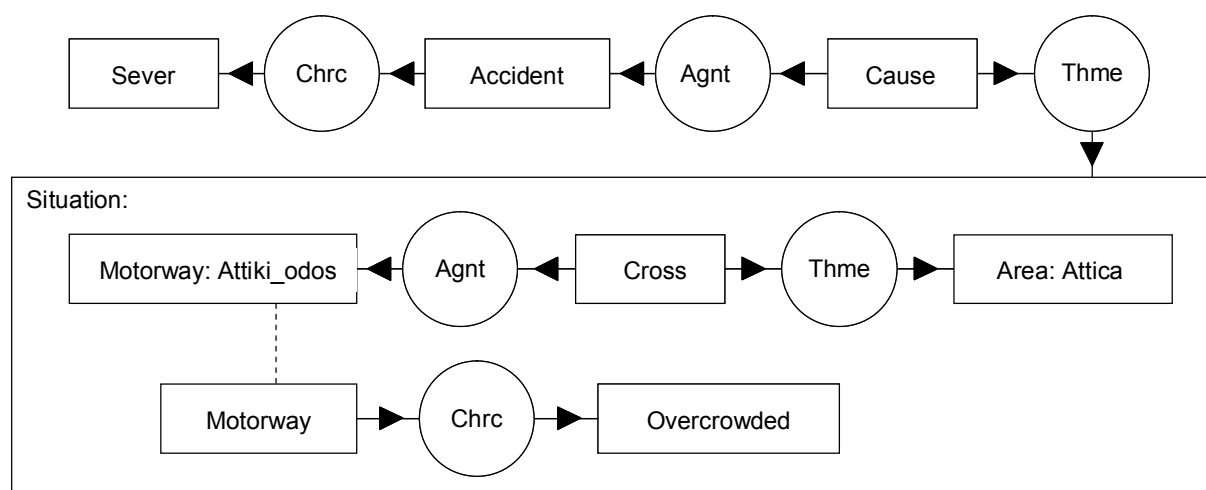 Sever Chrc Accident Agnt Cause Thme
Situation:
Motorway: Attiki_odos Agnt Cross Thme Area: Attica
Motorway Chrc Overcrowded